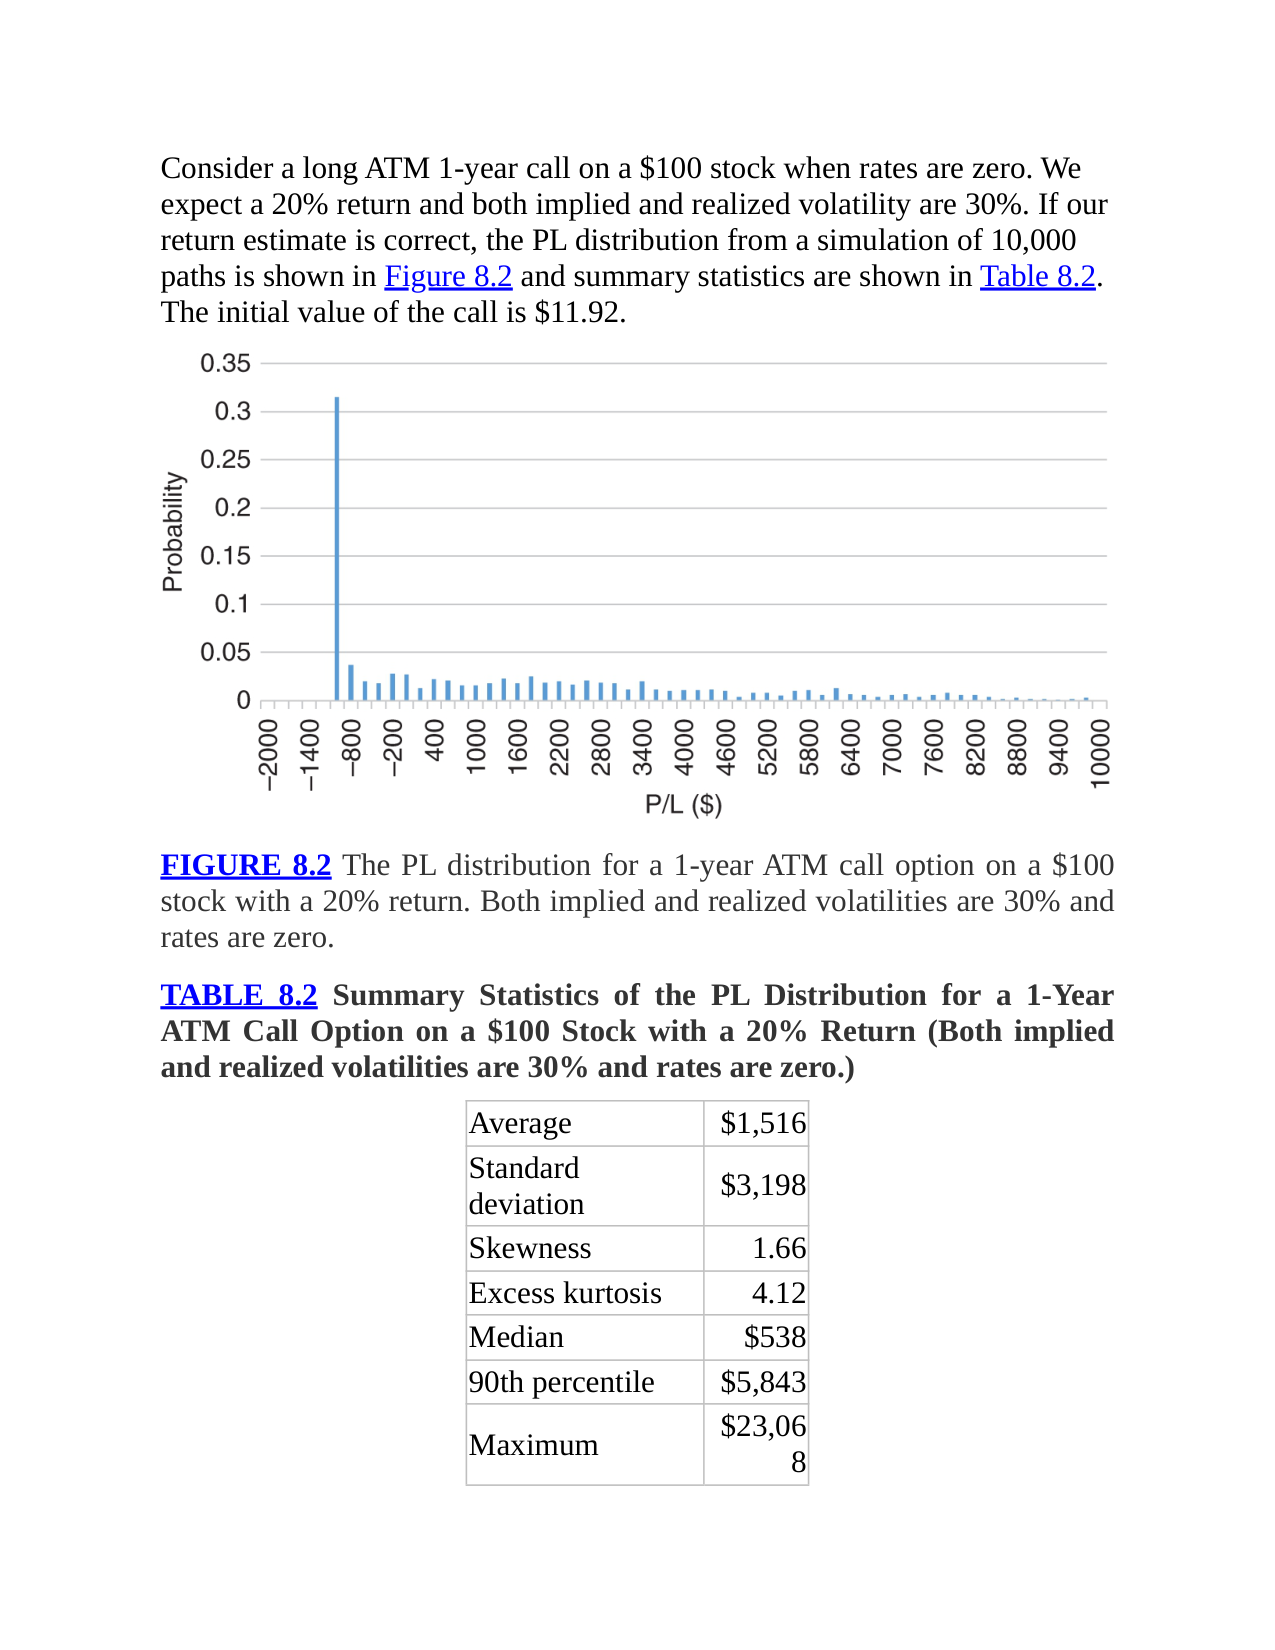 Consider a long ATM 1-year call on a $100 stock when rates are zero. We
expect a 20% return and both implied and realized volatility are 30%. If our
return estimate is correct, the PL distribution from a simulation of 10,000
paths is shown in Figure 8.2 and summary statistics are shown in Table 8.2.
The initial value of the call is $11.92.
0.35
0.3
0.25
0.2
0.15
0.1
0.05
0
Probability
–2000
–1400
–800
–200
400
1000
1600
2200
2800
3400
4000
4600
5200
5800
6400
7000
7600
8200
8800
9400
10000
P/L ($)
FIGURE 8.2 The PL distribution for a 1-year ATM call option on a $100
stock with a 20% return. Both implied and realized volatilities are 30% and
rates are zero.
TABLE 8.2 Summary Statistics of the PL Distribution for a 1-Year
ATM Call Option on a $100 Stock with a 20% Return (Both implied
and realized volatilities are 30% and rates are zero.)
Average $1,516
Standard
deviation $3,198
Skewness 1.66
Excess kurtosis 4.12
Median $538
90th percentile $5,843
Maximum $23,06
8